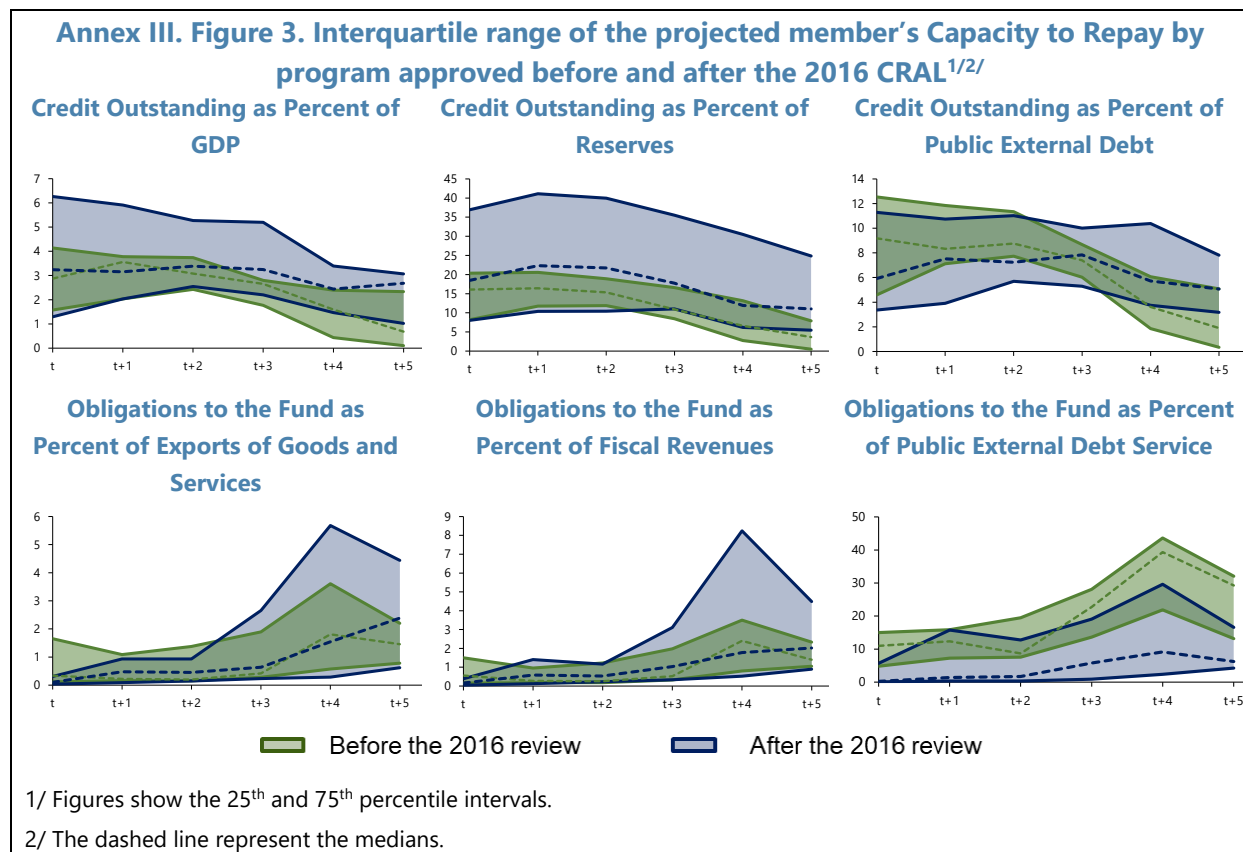 Annex III. Figure 3. Interquartile range of the projected member's Capacity to Repay by
program approved before and after the 2016 CRAL1/2/
Credit Outstanding as Percent of
GDP
7
6
5
4
3
2
1
0
t t+1 t+2 t+3 t+4 t+5
Credit Outstanding as Percent of
Reserves
45
40
35
30
25
20
15
10
5
0
t t+1 t+2 t+3 t+4 t+5
Credit Outstanding as Percent of
Public External Debt
14
12
10
8
6
4
2
0
t t+1 t+2 t+3 t+4 t+5
Obligations to the Fund as
Percent of Exports of Goods and
Services
6
5
4
3
2
1
0
t t+1 t+2 t+3 t+4 t+5
Obligations to the Fund as
Percent of Fiscal Revenues
9
8
7
6
5
4
3
2
1
0
t t+1 t+2 t+3 t+4 t+5
Obligations to the Fund as Percent
of Public External Debt Service
50
40
30
20
10
0
t t+1 t+2 t+3 t+4 t+5
Before the 2016 review
After the 2016 review
1/ Figures show the 25th and 75th percentile intervals.
2/ The dashed line represent the medians.